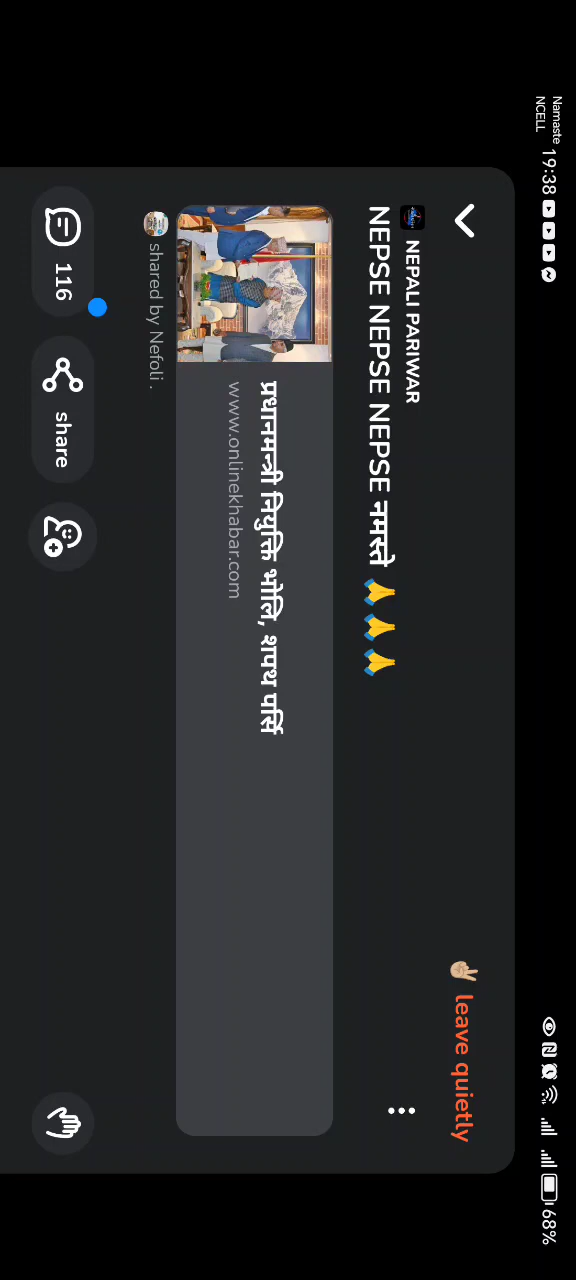 Namaste
NCELL
19:38
68%
leave quietly
NEPALI PARIWAR
NEPSE NEPSE NEPSE नमस्ते 🙏🙏🙏
प्रधानमन्त्री नियुक्ति भोलि, शपथ पर्सि
www.onlinekhabar.com
shared by Nefoli .
116
share